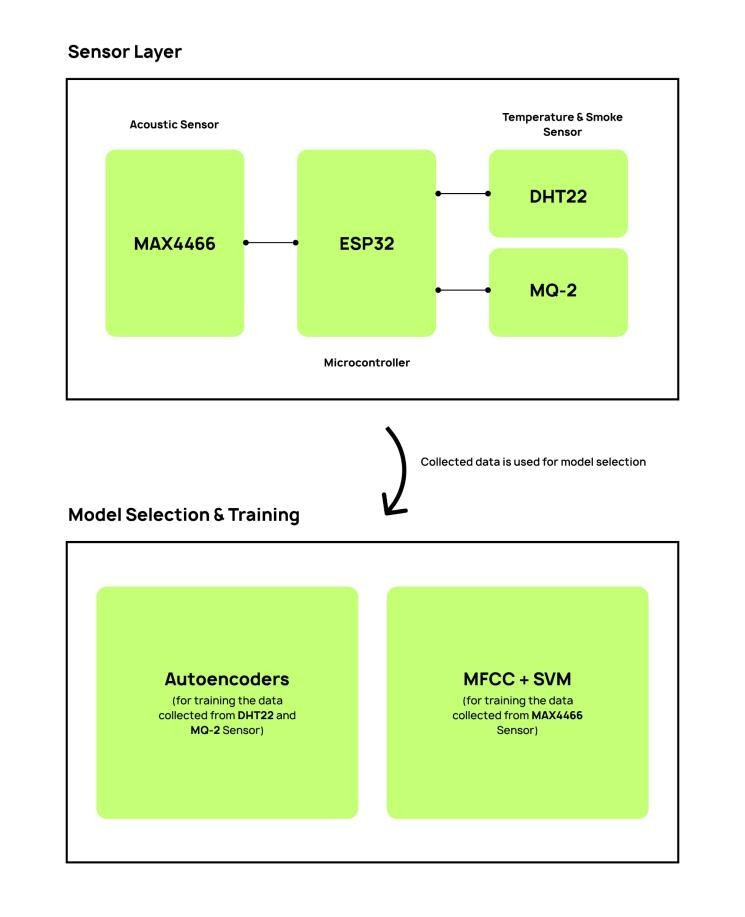 Sensor Layer
Acoustic Sensor
Temperature & Smoke
Sensor
MAX4466
ESP32
DHT22
MQ-2
Microcontroller
Collected data is used for model selection
Model Selection & Training
Autoencoders
(for training the data
collected from DHT22 and
MQ-2 Sensor)
MFCC + SVM
(for training the data
collected from MAX4466
Sensor)